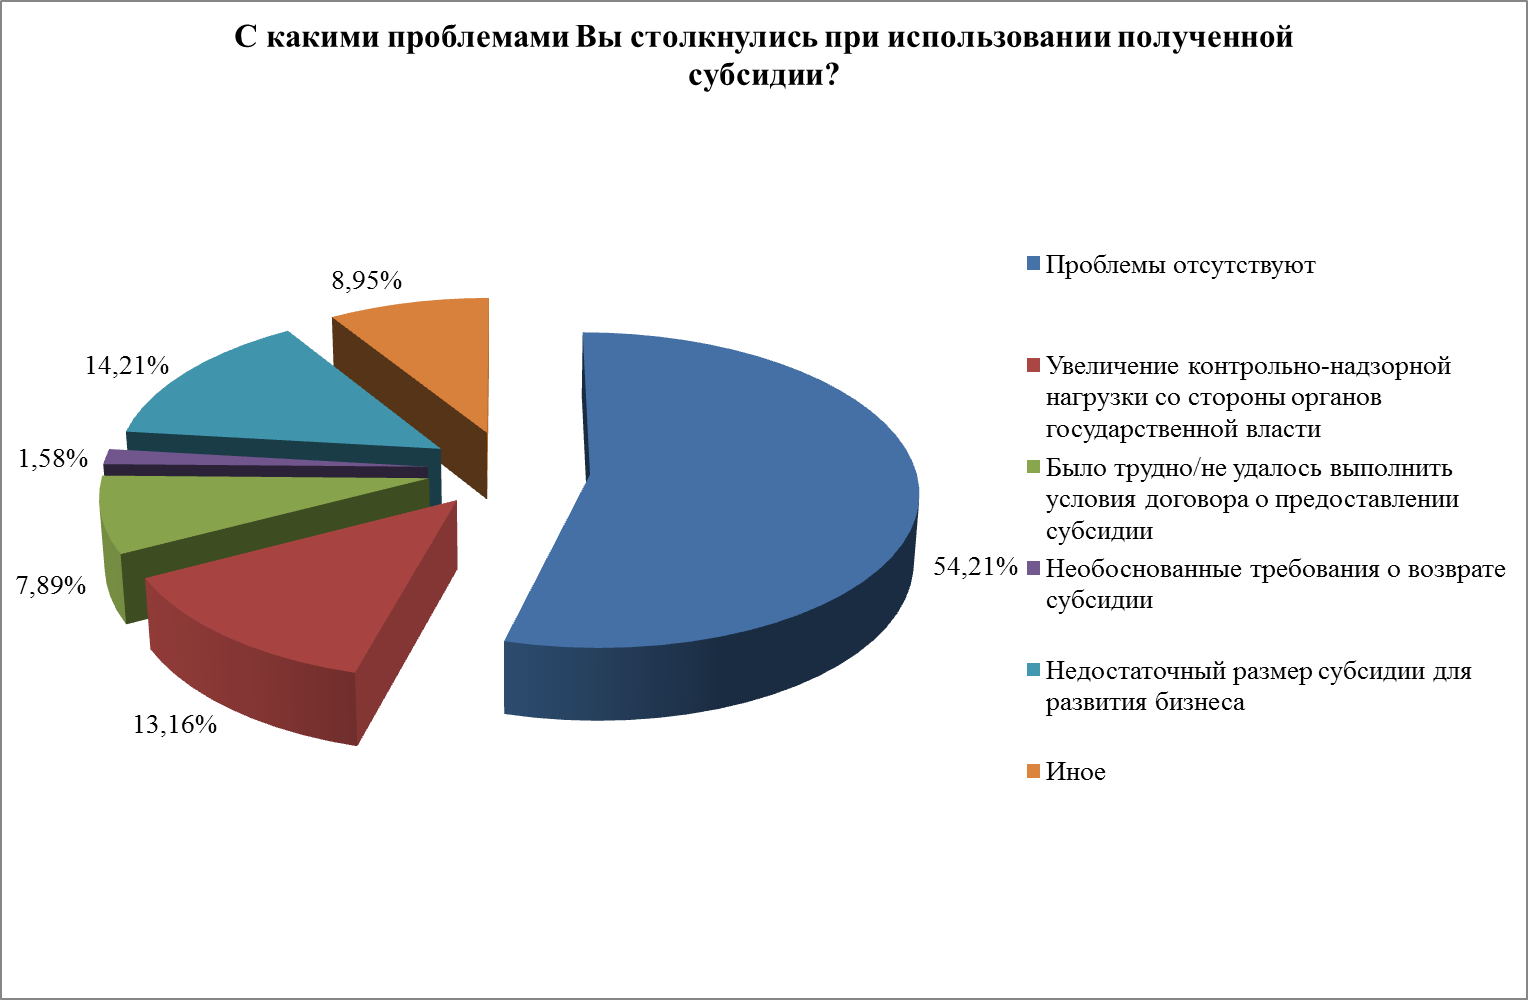 С какими проблемами Вы столкнулись при использовании полученной
субсидии?
8,95%
14,21%
1,58%
7,89%
13,16%
54,21%
Проблемы отсутствуют
Увеличение контрольно-надзорной
нагрузки со стороны органов
государственной власти
Было трудно/не удалось выполнить
условия договора о предоставлении
субсидии
Необоснованные требования о возврате
субсидии
Недостаточный размер субсидии для
развития бизнеса
Иное